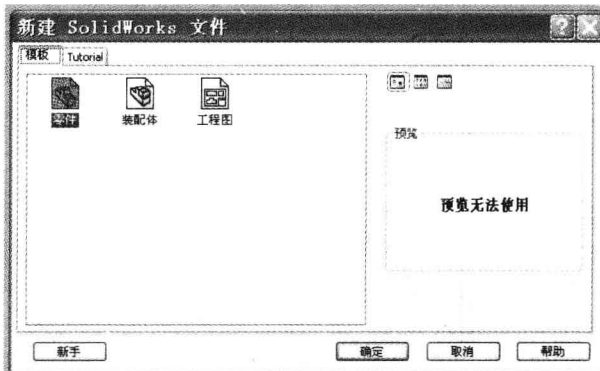 新建 SolidWorks 文件
模板 Tutorial
零件 装配体 工程图
预览
预览无法使用
新手 确定 取消 帮助